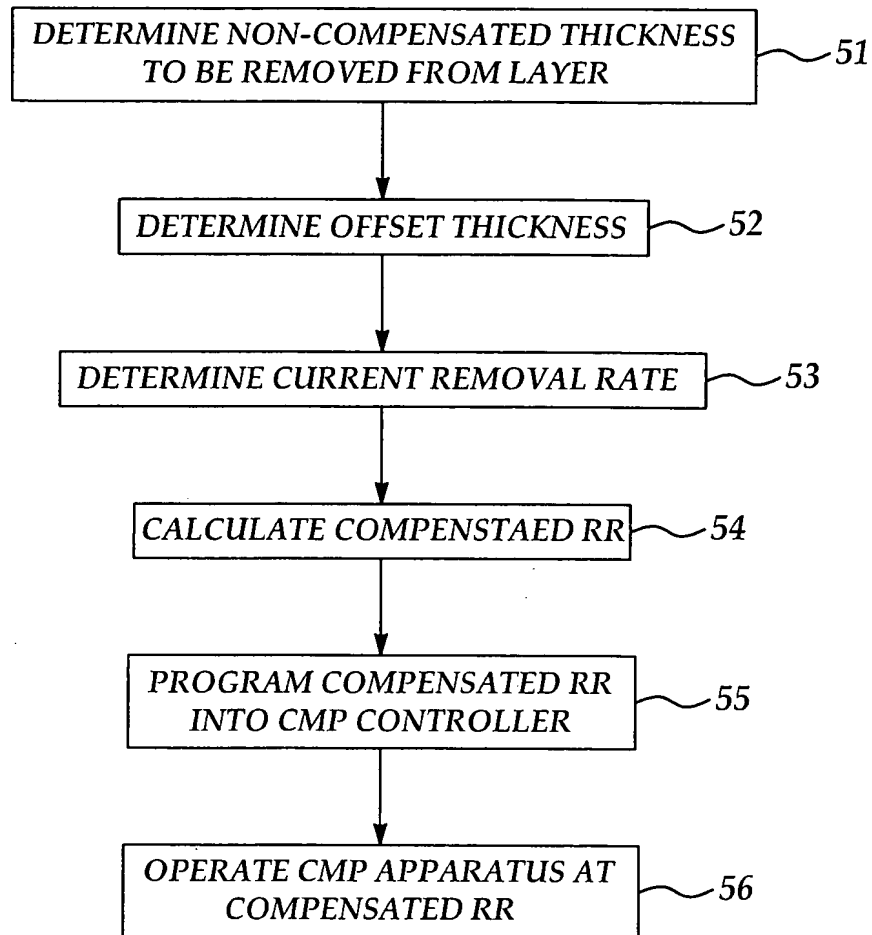 DETERMINE NON-COMPENSATED THICKNESS
TO BE REMOVED FROM LAYER
51
DETERMINE OFFSET THICKNESS
52
DETERMINE CURRENT REMOVAL RATE
53
CALCULATE COMPENSTAED RR
54
PROGRAM COMPENSATED RR
INTO CMP CONTROLLER
55
OPERATE CMP APPARATUS AT
COMPENSATED RR
56